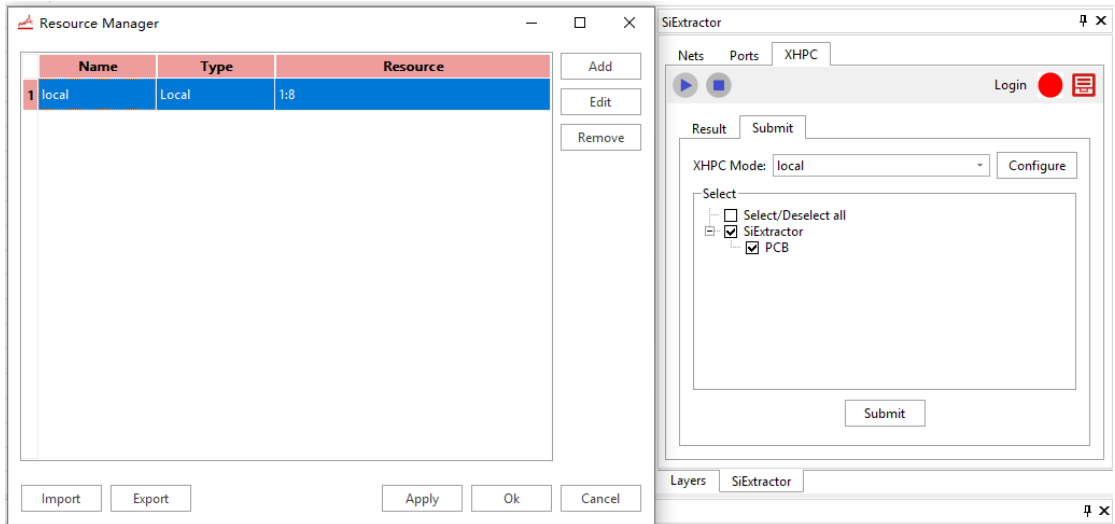 Resource Manager
Name Type Resource
1 local Local 1:8
Add
Edit
Remove
Import Export Apply Ok Cancel
SiExtractor
Nets Ports XHPC
Login
Result Submit
XHPC Mode: local Configure
Select
Select/Deselect all
SiExtractor
PCB
Submit
Layers SiExtractor